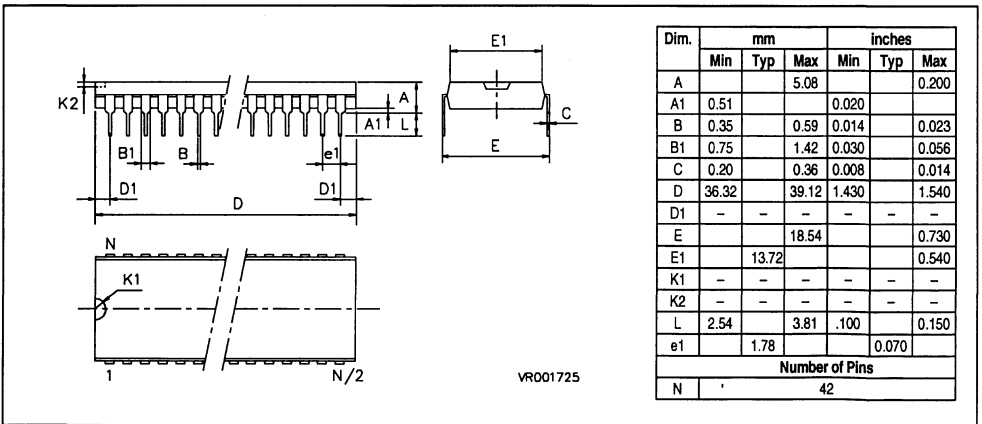 E1
K2
A
A1
L
C
B1
B
e1
E
D1
D1
D
N
K1
1
N/2
VR001725
Dim. mm inches
Min Typ Max Min Typ Max
A 5.08 0.200
A1 0.51 0.020
B 0.35 0.59 0.014 0.023
B1 0.75 1.42 0.030 0.056
C 0.20 0.36 0.008 0.014
D 36.32 39.12 1.430 1.540
D1 – – – – – –
E 18.54 0.730
E1 13.72 0.540
K1 – – – – – –
K2 – – – – – –
L 2.54 3.81 .100 0.150
e1 1.78 0.070
Number of Pins
N 42